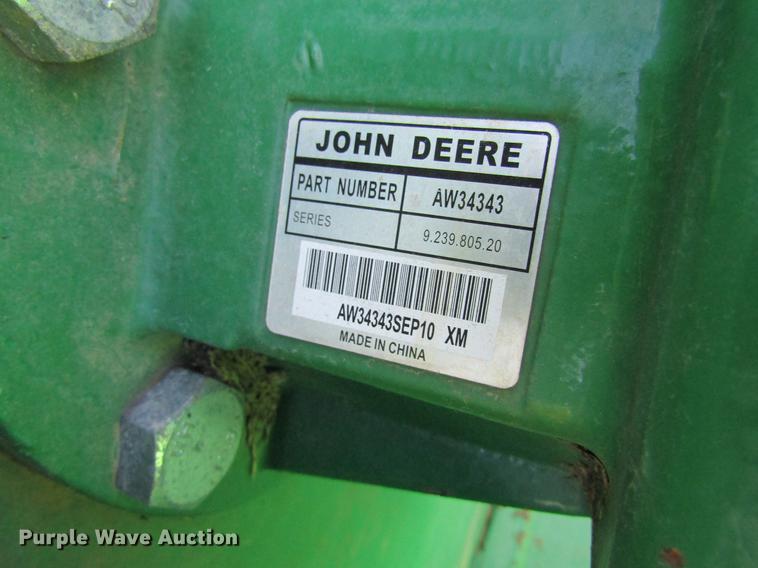 JOHN DEERE
PART NUMBER AW34343
SERIES 9.239.805.20
AW34343SEP10 XM
MADE IN CHINA
Purple Wave Auction